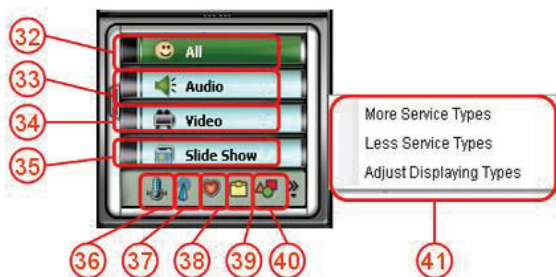 32
All
33
Audio
34
Video
35
Slide Show
More Service Types
Less Service Types
Adjust Displaying Types
36
37
38
39
40
41